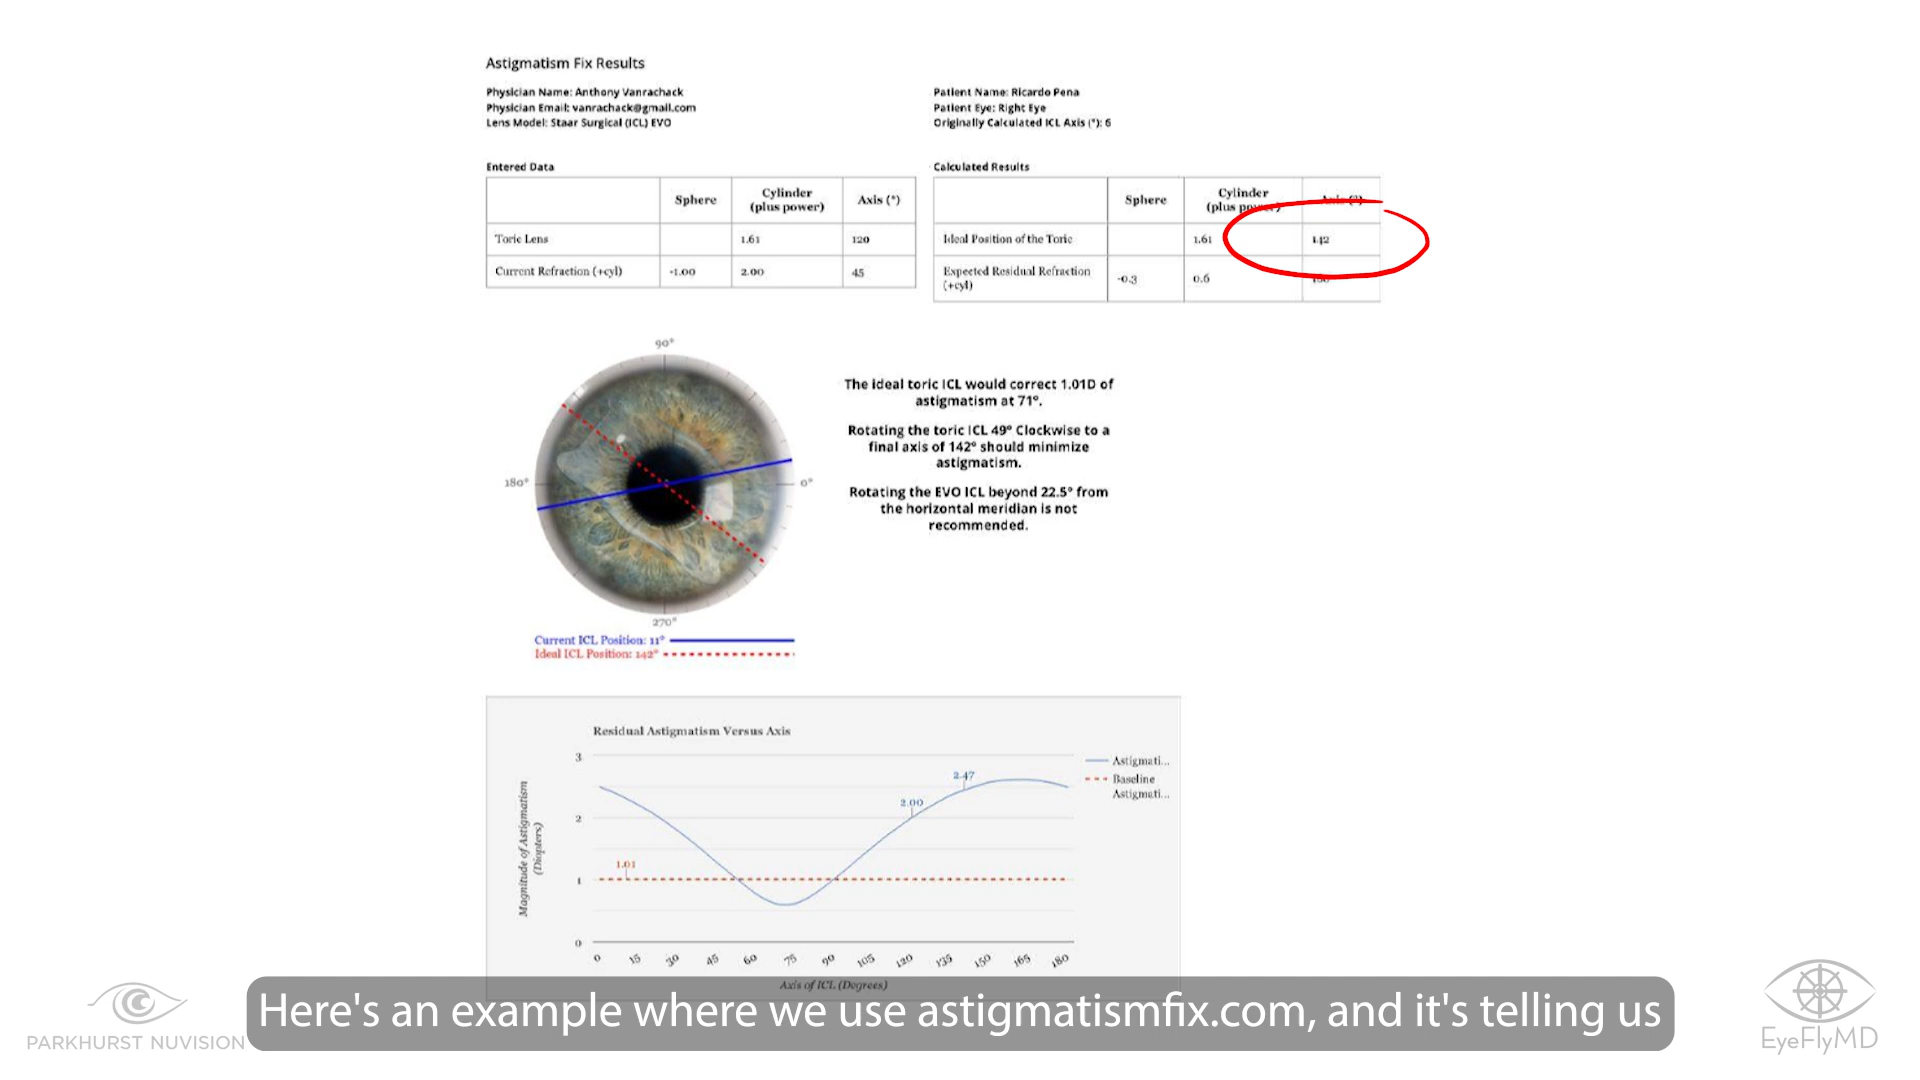 Astigmatism Fix Results
Physician Name: Anthony Vanrachack
Physician Email: vanrachack@gmail.com
Lens Model: Staar Surgical (ICL) EVO
Patient Name: Ricardo Pena
Patient Eye: Right Eye
Originally Calculated ICL Axis (°): 6
Entered Data
Sphere Cylinder (plus power) Axis (°)
Toric Lens 1.61 120
Current Refraction (+cyl) -1.00 2.00 45
Calculated Results
Sphere Cylinder (plus power) Axis (°)
Ideal Position of the Toric 1.61 142
Expected Residual Refraction (+cyl) -0.3 0.6
90°
180°
0°
270°
Current ICL Position: 11°
Ideal ICL Position: 142°
The ideal toric ICL would correct 1.01D of
astigmatism at 71°.
Rotating the toric ICL 49° Clockwise to a
final axis of 142° should minimize
astigmatism.
Rotating the EVO ICL beyond 22.5° from
the horizontal meridian is not
recommended.
Residual Astigmatism Versus Axis
Magnitude of Astigmatism
(Diopters)
3
2
1
0
1.01
2.00
2.47
Astigmati...
Baseline
Astigmati...
0 15 30 45 60 75 90 105 120 135 150 165 180
Axis of ICL (Degrees)
Here's an example where we use astigmatismfix.com, and it's telling us
PARKHURST NUVISION
EyeFlyMD